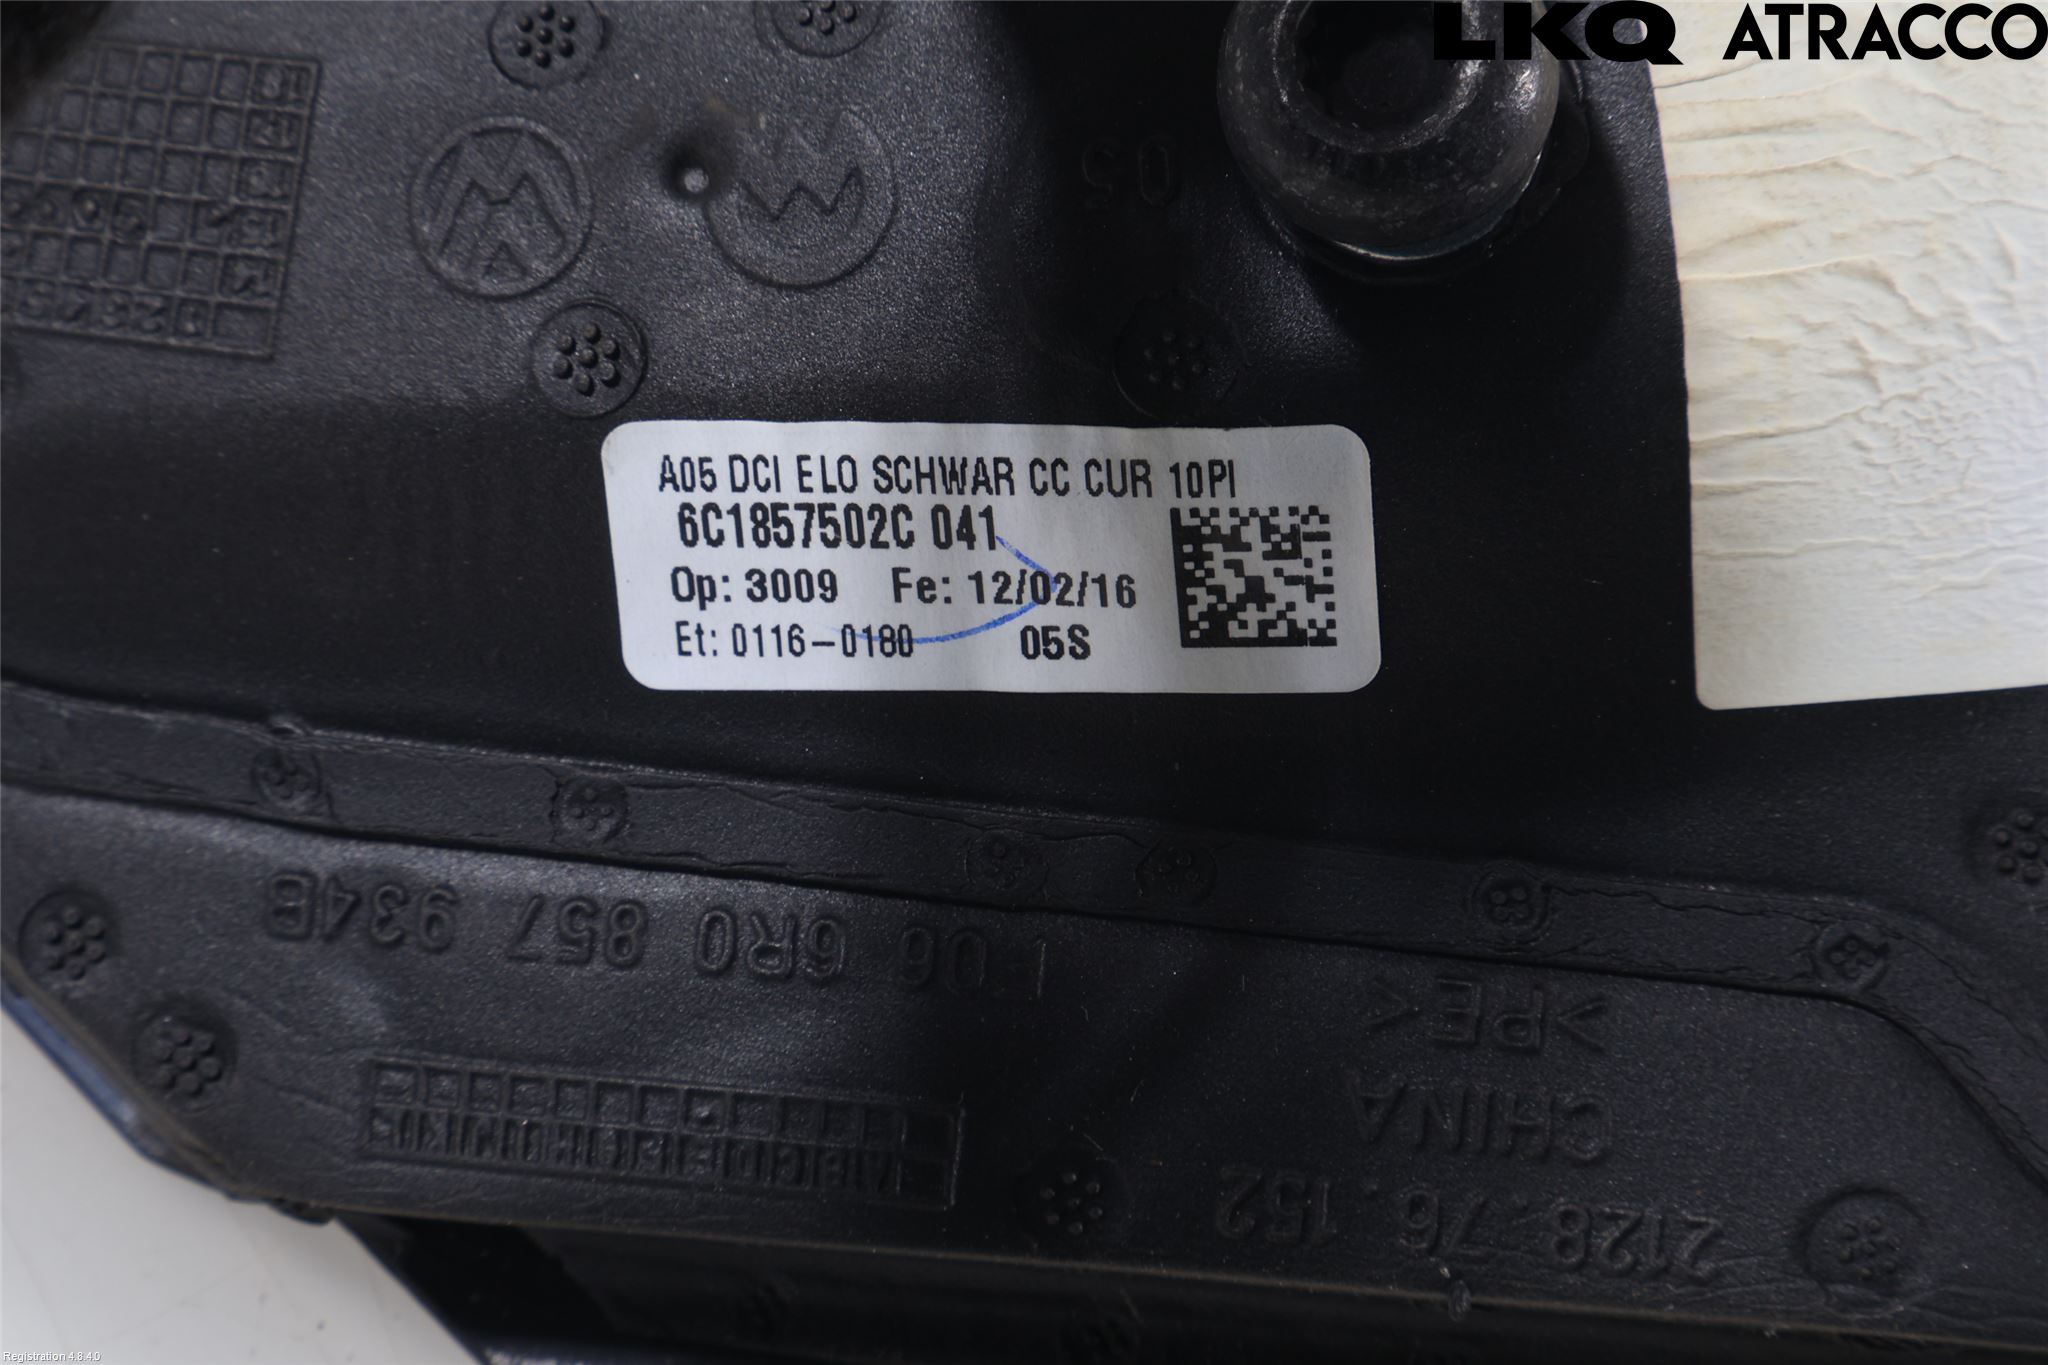 LKQ ATRACCO
05
A05 DCI ELO SCHWAR CC CUR 10PI
6C1857502C 041
Op: 3009 Fe: 12/02/16
Et: 0116-0180 05S
6R0 857 934B
>PE<
CHINA
2128.76.152
Registration 4.8.4.0